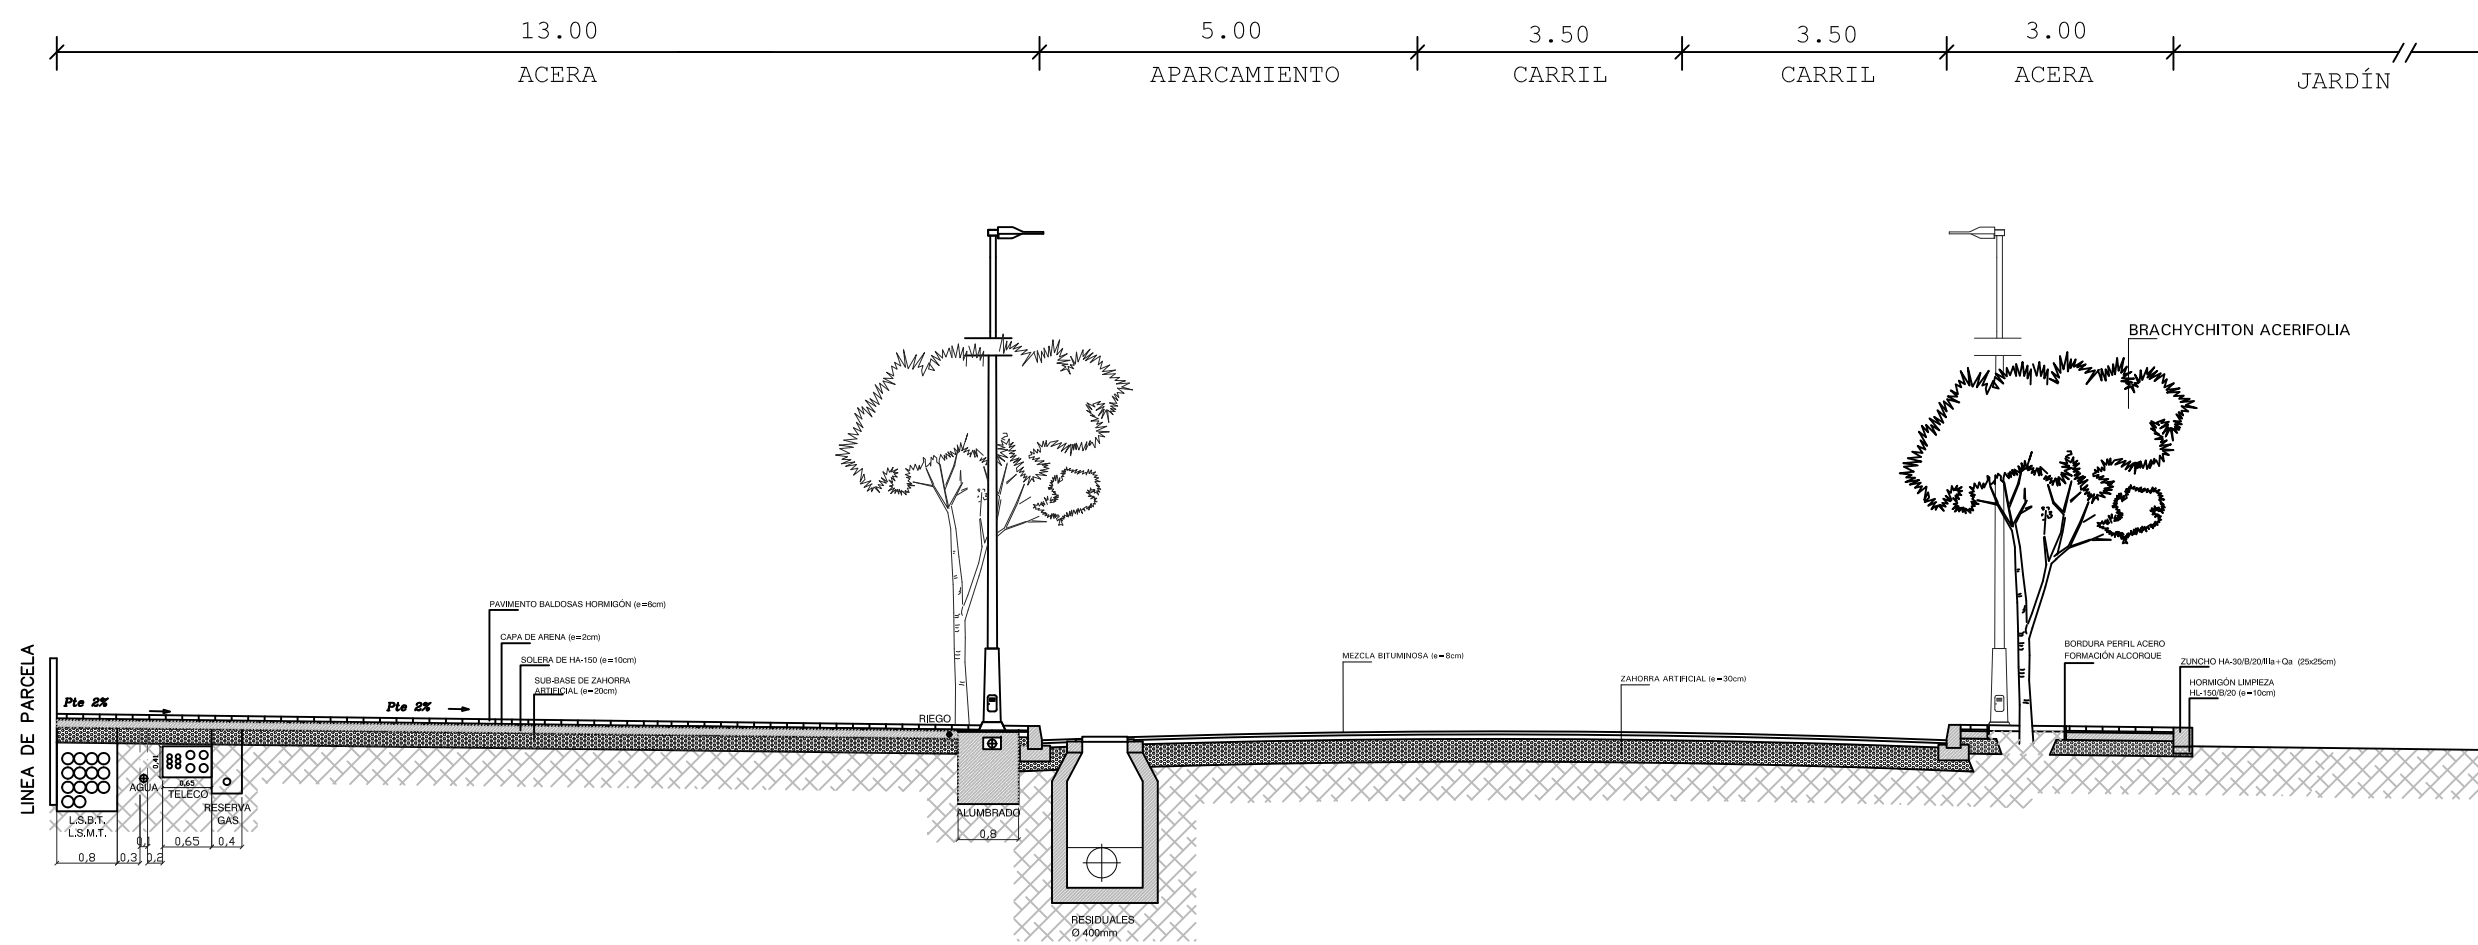 13.00
5.00
3.50
3.50
3.00
ACERA
APARCAMIENTO
CARRIL
CARRIL
ACERA
JARDÍN
BRACHYCHITON ACERIFOLIA
PAVIMENTO BALDOSAS HORMIGÓN (e=6cm)
CAPA DE ARENA (e=2cm)
SOLERA DE HA-150 (e=10cm)
SUB-BASE DE ZAHORRA
ARTIFICIAL (e=20cm)
MEZCLA BITUMINOSA (e=8cm)
ZAHORRA ARTIFICIAL (e=30cm)
BORDURA PERFIL ACERO
FORMACIÓN ALCORQUE
ZUNCHO HA-30/B/20/IIIa+Qa (25x25cm)
HORMIGÓN LIMPIEZA
HL-150/B/20 (e=10cm)
LINEA DE PARCELA
Pte 2%
Pte 2%
RIEGO
AGUA
0,65
TELECO
RESERVA
GAS
L.S.B.T.
L.S.M.T.
ALUMBRADO
0,8
0,1
0,65
0,4
0,8
0,3
0,2
RESIDUALES
Ø 400mm